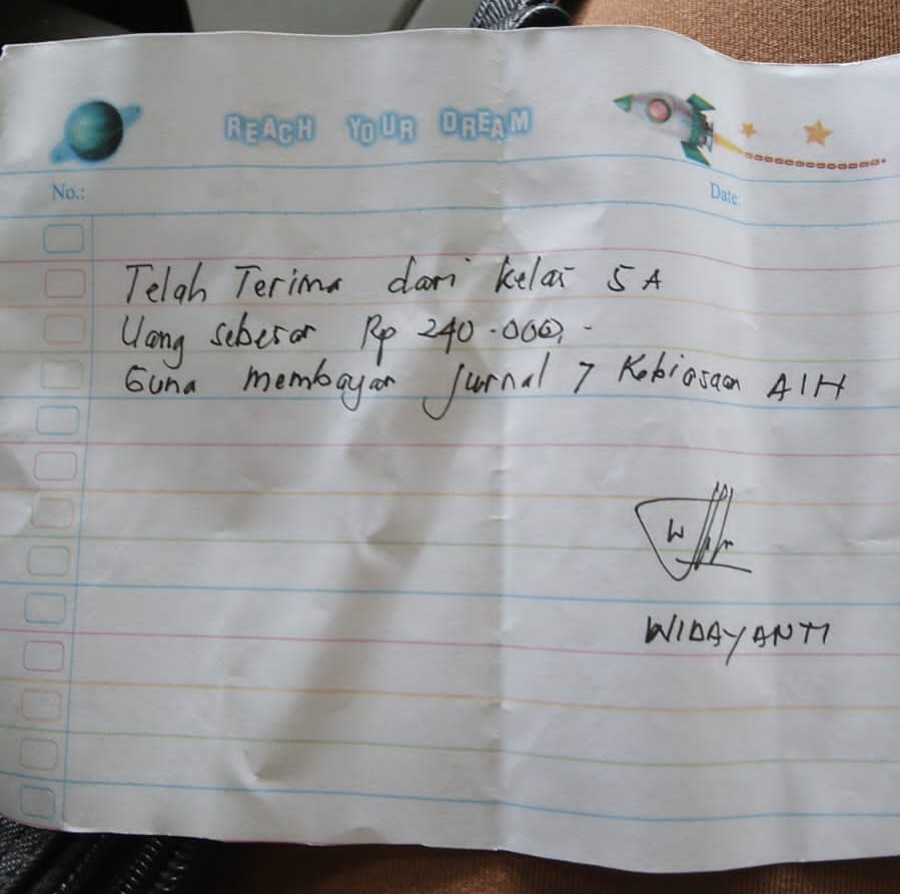 REACH YOUR DREAM
No.:
Date:
Telah Terima dari kelas 5 A
Uang sebesar Rp 240.000,-
Guna membayar Jurnal 7 Kebiasaan AIH
W
WIDAYANTI